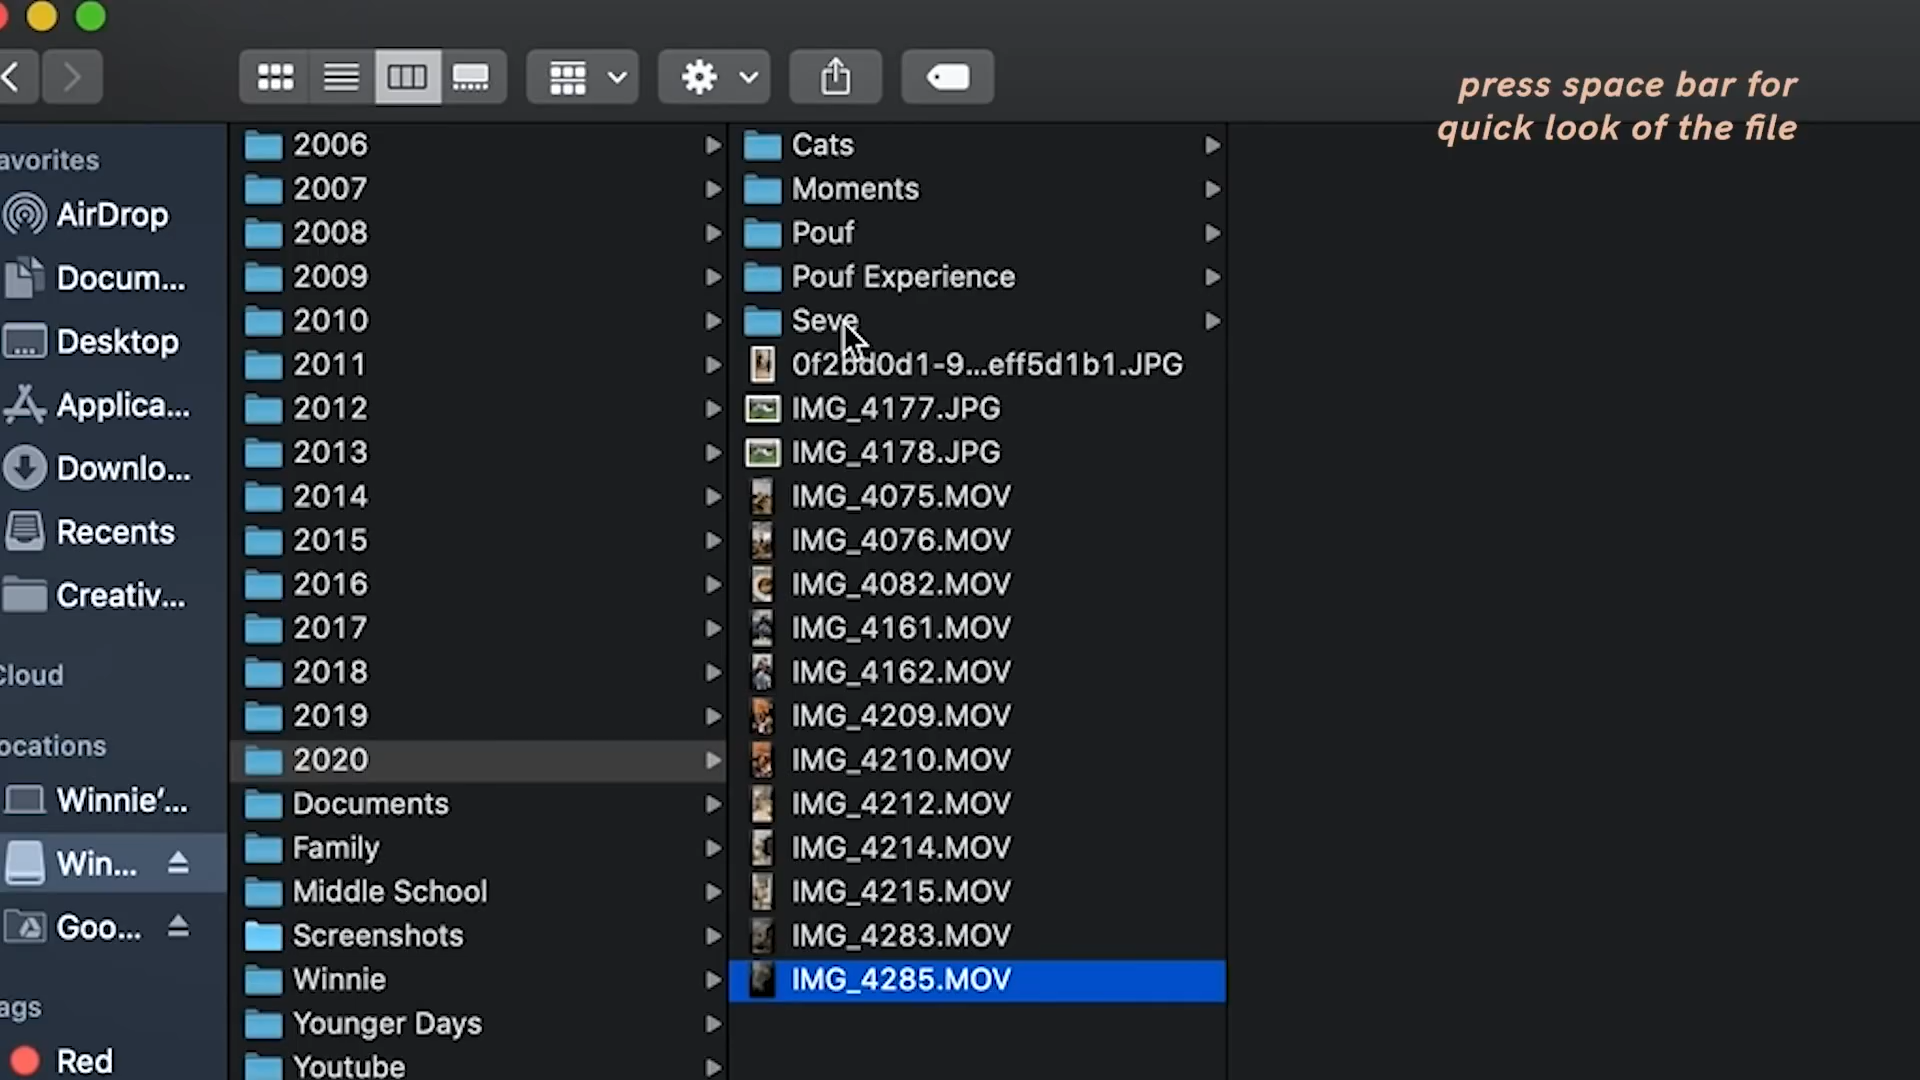 press space bar for
quick look of the file
avorites
AirDrop
Docum...
Desktop
Applica...
Downlo...
Recents
Creativ...
Cloud
ocations
Winnie’...
Win...
Goo...
ags
Red
2006
2007
2008
2009
2010
2011
2012
2013
2014
2015
2016
2017
2018
2019
2020
Documents
Family
Middle School
Screenshots
Winnie
Younger Days
Youtube
Cats
Moments
Pouf
Pouf Experience
Seve
0f2bd0d1-9...eff5d1b1.JPG
IMG_4177.JPG
IMG_4178.JPG
IMG_4075.MOV
IMG_4076.MOV
IMG_4082.MOV
IMG_4161.MOV
IMG_4162.MOV
IMG_4209.MOV
IMG_4210.MOV
IMG_4212.MOV
IMG_4214.MOV
IMG_4215.MOV
IMG_4283.MOV
IMG_4285.MOV